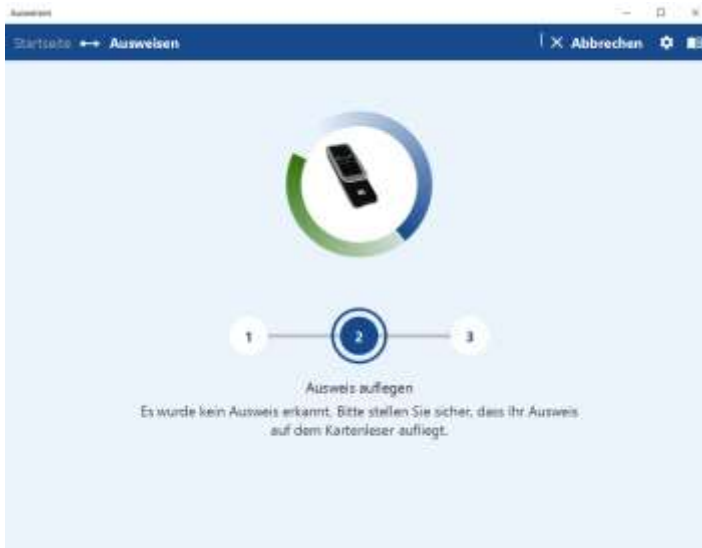 Ausweisen
Startseite Ausweisen Abbrechen
1 2 3
Ausweis auflegen
Es wurde kein Ausweis erkannt. Bitte stellen Sie sicher, dass Ihr Ausweis
auf dem Kartenleser aufliegt.